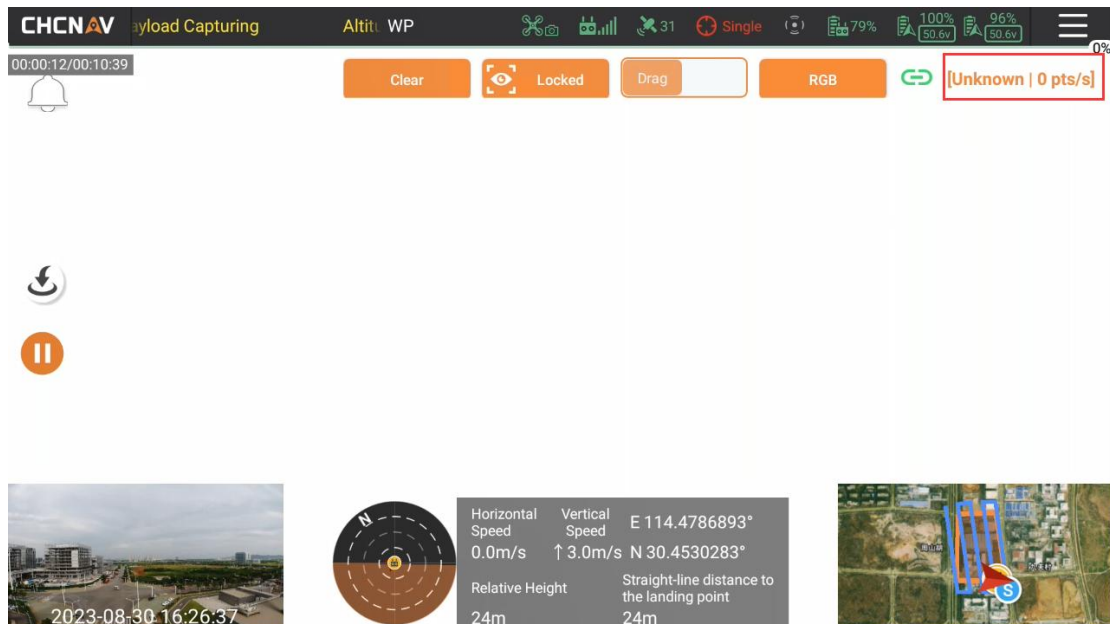 CHCNAV ayload Capturing Altitu WP 31 Single 79% 100% 50.6v 96% 50.6v
0%
00:00:12/00:10:39
Clear Locked Drag RGB [Unknown | 0 pts/s]
N
Horizontal Speed Vertical Speed E 114.4786893°
0.0m/s ↑3.0m/s N 30.4530283°
Relative Height Straight-line distance to the landing point
24m 24m
S
2023-08-30 16:26:37